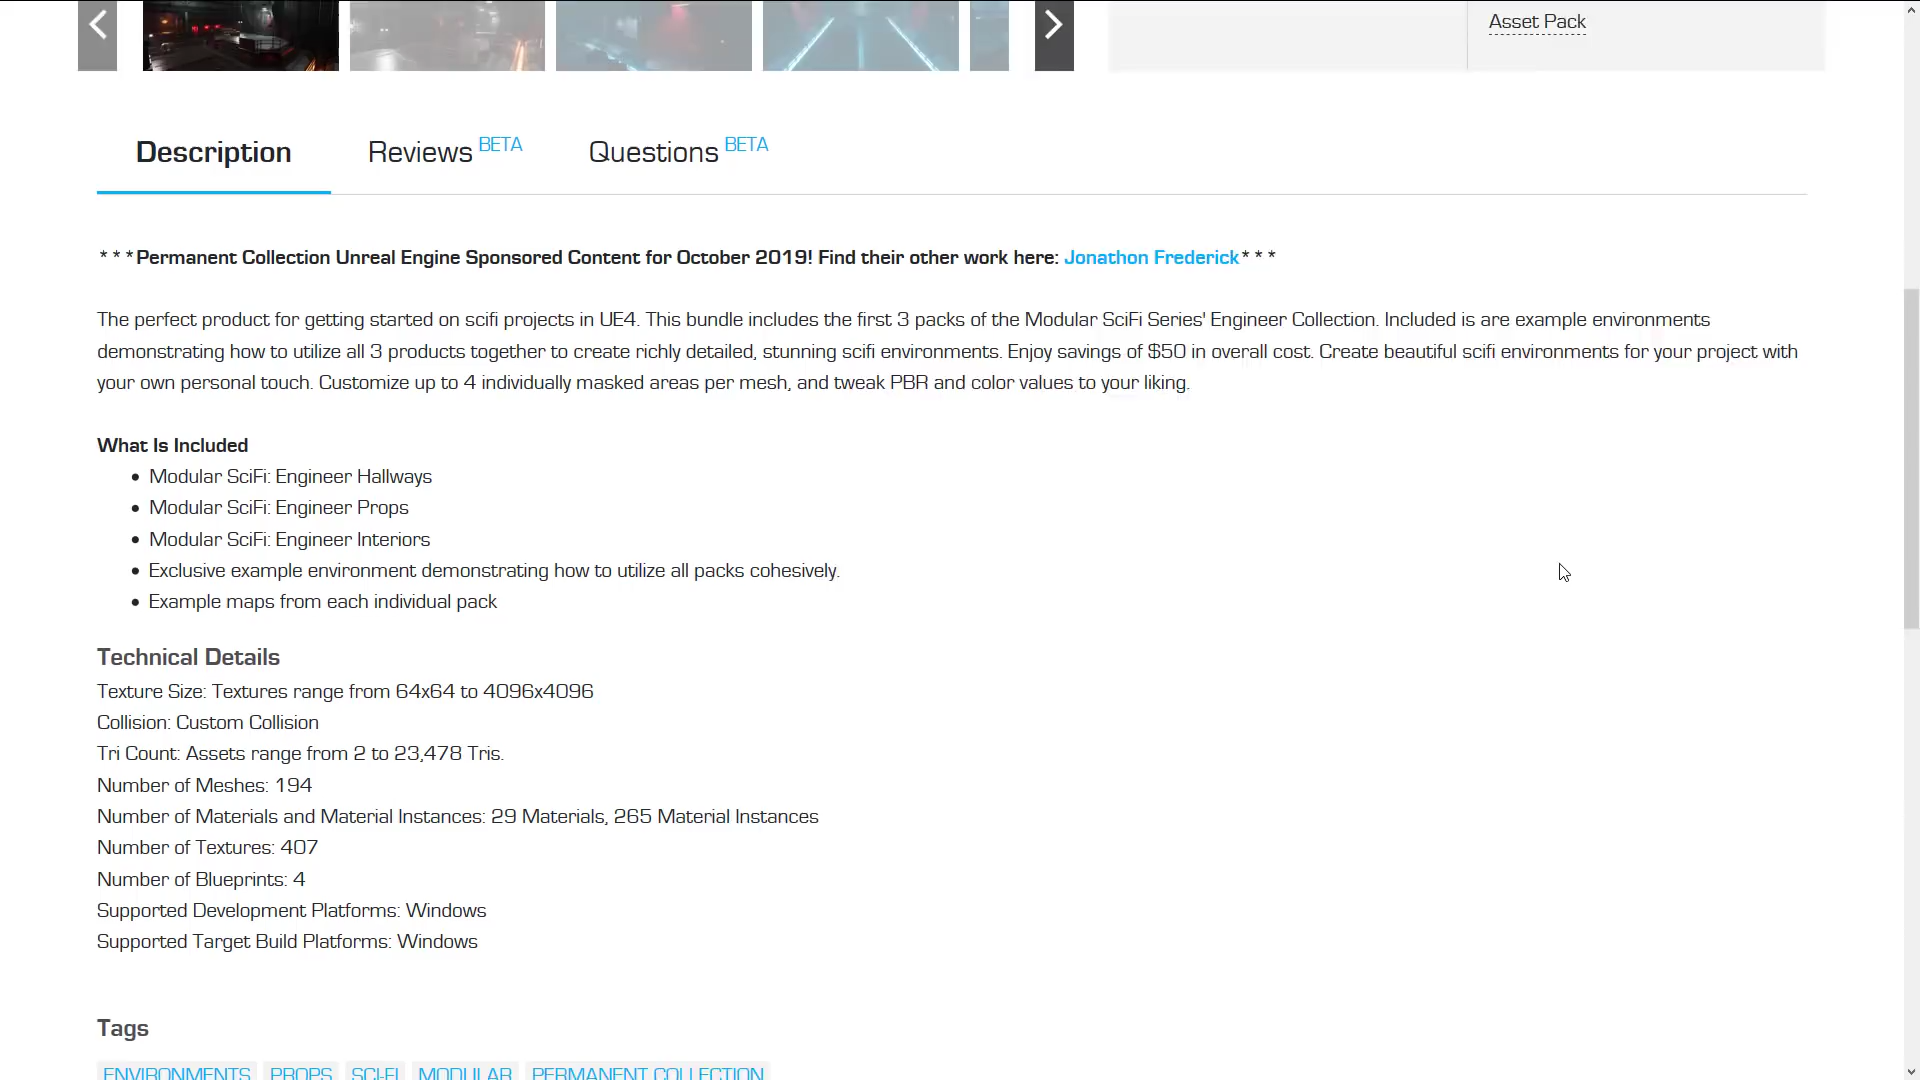 Asset Pack
Description
Reviews BETA
Questions BETA
***Permanent Collection Unreal Engine Sponsored Content for October 2019! Find their other work here: Jonathon Frederick***
The perfect product for getting started on scifi projects in UE4. This bundle includes the first 3 packs of the Modular SciFi Series' Engineer Collection. Included is are example environments
demonstrating how to utilize all 3 products together to create richly detailed, stunning scifi environments. Enjoy savings of $50 in overall cost. Create beautiful scifi environments for your project with
your own personal touch. Customize up to 4 individually masked areas per mesh, and tweak PBR and color values to your liking.
What Is Included
• Modular SciFi: Engineer Hallways
• Modular SciFi: Engineer Props
• Modular SciFi: Engineer Interiors
• Exclusive example environment demonstrating how to utilize all packs cohesively.
• Example maps from each individual pack
Technical Details
Texture Size: Textures range from 64x64 to 4096x4096
Collision: Custom Collision
Tri Count: Assets range from 2 to 23,478 Tris.
Number of Meshes: 194
Number of Materials and Material Instances: 29 Materials, 265 Material Instances
Number of Textures: 407
Number of Blueprints: 4
Supported Development Platforms: Windows
Supported Target Build Platforms: Windows
Tags
ENVIRONMENTS PROPS SCI-FI MODULAR PERMANENT COLLECTION